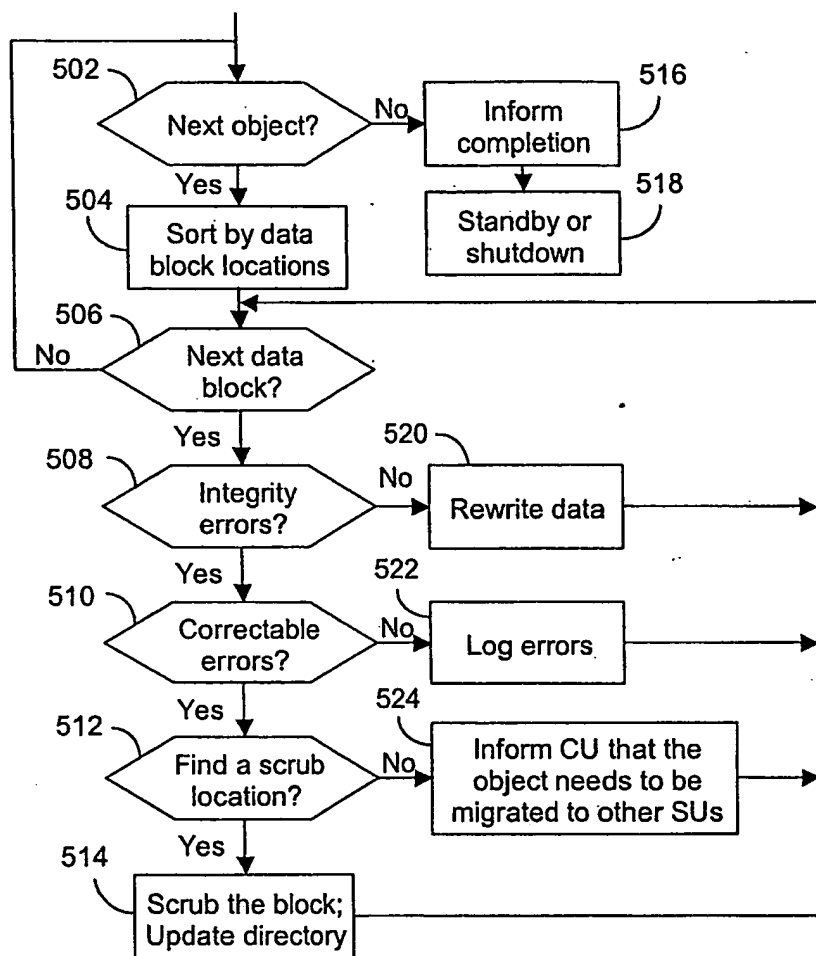 502
Next object?
No
Inform
completion
516
Yes
504
Sort by data
block locations
Standby or
shutdown
518
506
No
Next data
block?
Yes
508
Integrity
errors?
No
520
Rewrite data
Yes
510
Correctable
errors?
No
522
Log errors
Yes
512
Find a scrub
location?
No
524
Inform CU that the
object needs to be
migrated to other SUs
Yes
514
Scrub the block;
Update directory